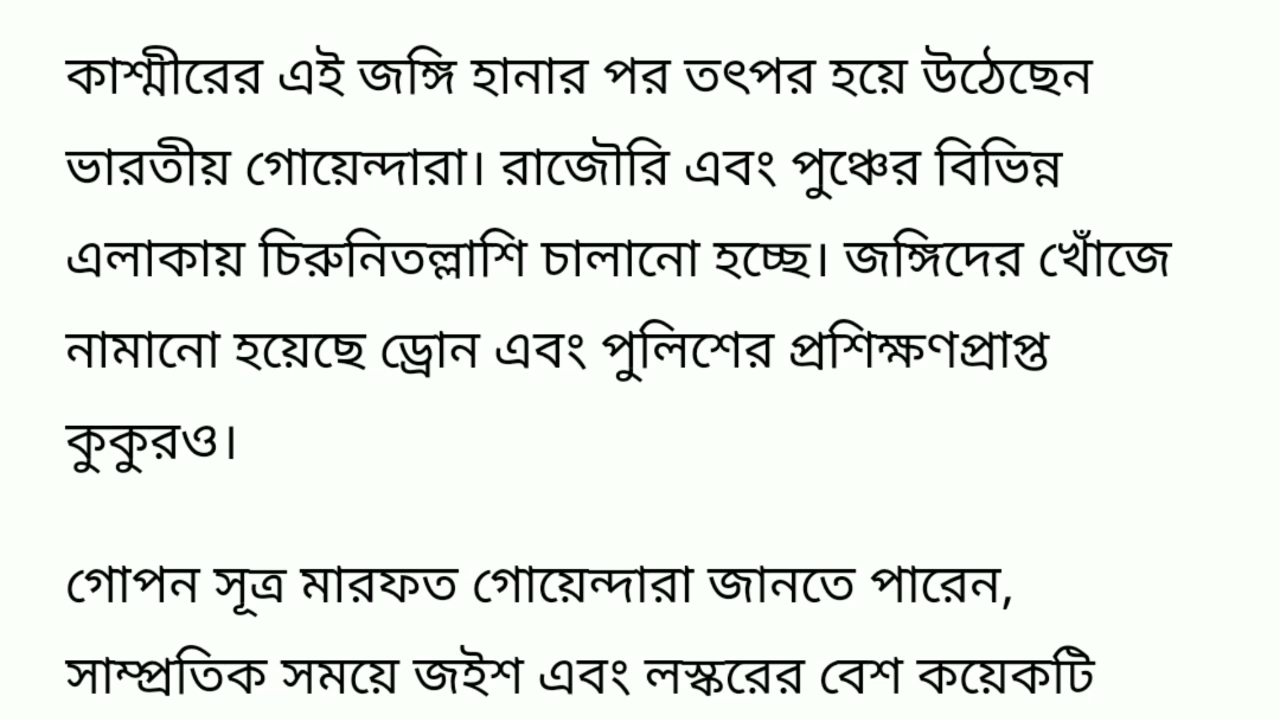 কাশ্মীরের এই জঙ্গি হানার পর তৎপর হয়ে উঠেছেন
ভারতীয় গোয়েন্দারা। রাজৌরি এবং পুঞ্চের বিভিন্ন
এলাকায় চিরুনিতল্লাশি চালানো হচ্ছে। জঙ্গিদের খোঁজে
নামানো হয়েছে ড্রোন এবং পুলিশের প্রশিক্ষণপ্রাপ্ত
কুকুরও।
গোপন সূত্র মারফত গোয়েন্দারা জানতে পারেন,
সাম্প্রতিক সময়ে জইশ এবং লস্করের বেশ কয়েকটি